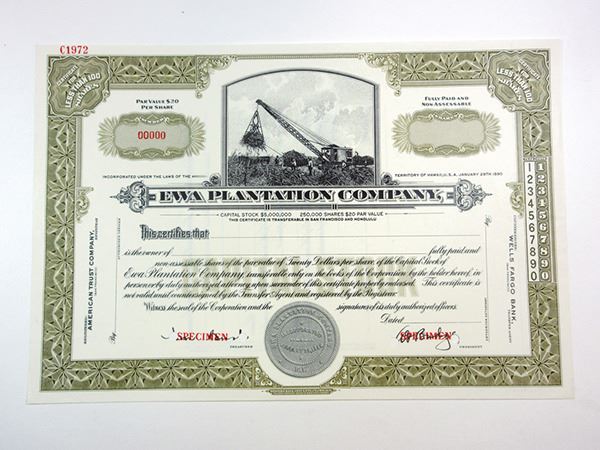 C1972
CERTIFICATE
FOR
LESS THAN 100
SHARES
CERTIFICATE
FOR
LESS THAN 100
SHARES
PAR VALUE $20
PER SHARE
FULLY PAID AND
NON ASSESSABLE
00000
INCORPORATED UNDER THE LAWS OF THE
TERRITORY OF HAWAII, U.S.A. JANUARY 29TH 1890
EWA PLANTATION COMPANY,
CAPITAL STOCK $5,000,000 250,000 SHARES $20 PAR VALUE
THIS CERTIFICATE IS TRANSFERABLE IN SAN FRANCISCO AND HONOLULU
This certifies that
is the owner of fully paid and
non-assessable shares of the par value of Twenty Dollars per share, of the Capital Stock of
Ewa Plantation Company, transferable only on the books of the Corporation by the holder hereof, in
person or by duly authorized attorney upon surrender of this certificate properly endorsed. This certificate is
not valid until countersigned by the Transfer Agent and registered by the Registrar.
Witness the seal of the Corporation and the signatures of its duly authorized officers.
Dated
SPECIMEN
SPECIMEN
TREASURER
PRESIDENT
AMERICAN TRUST COMPANY,
By
WELLS FARGO BANK,
1 2 3 4 5 6 7 8 9 0
1 2 3 4 5 6 7 8 9 0